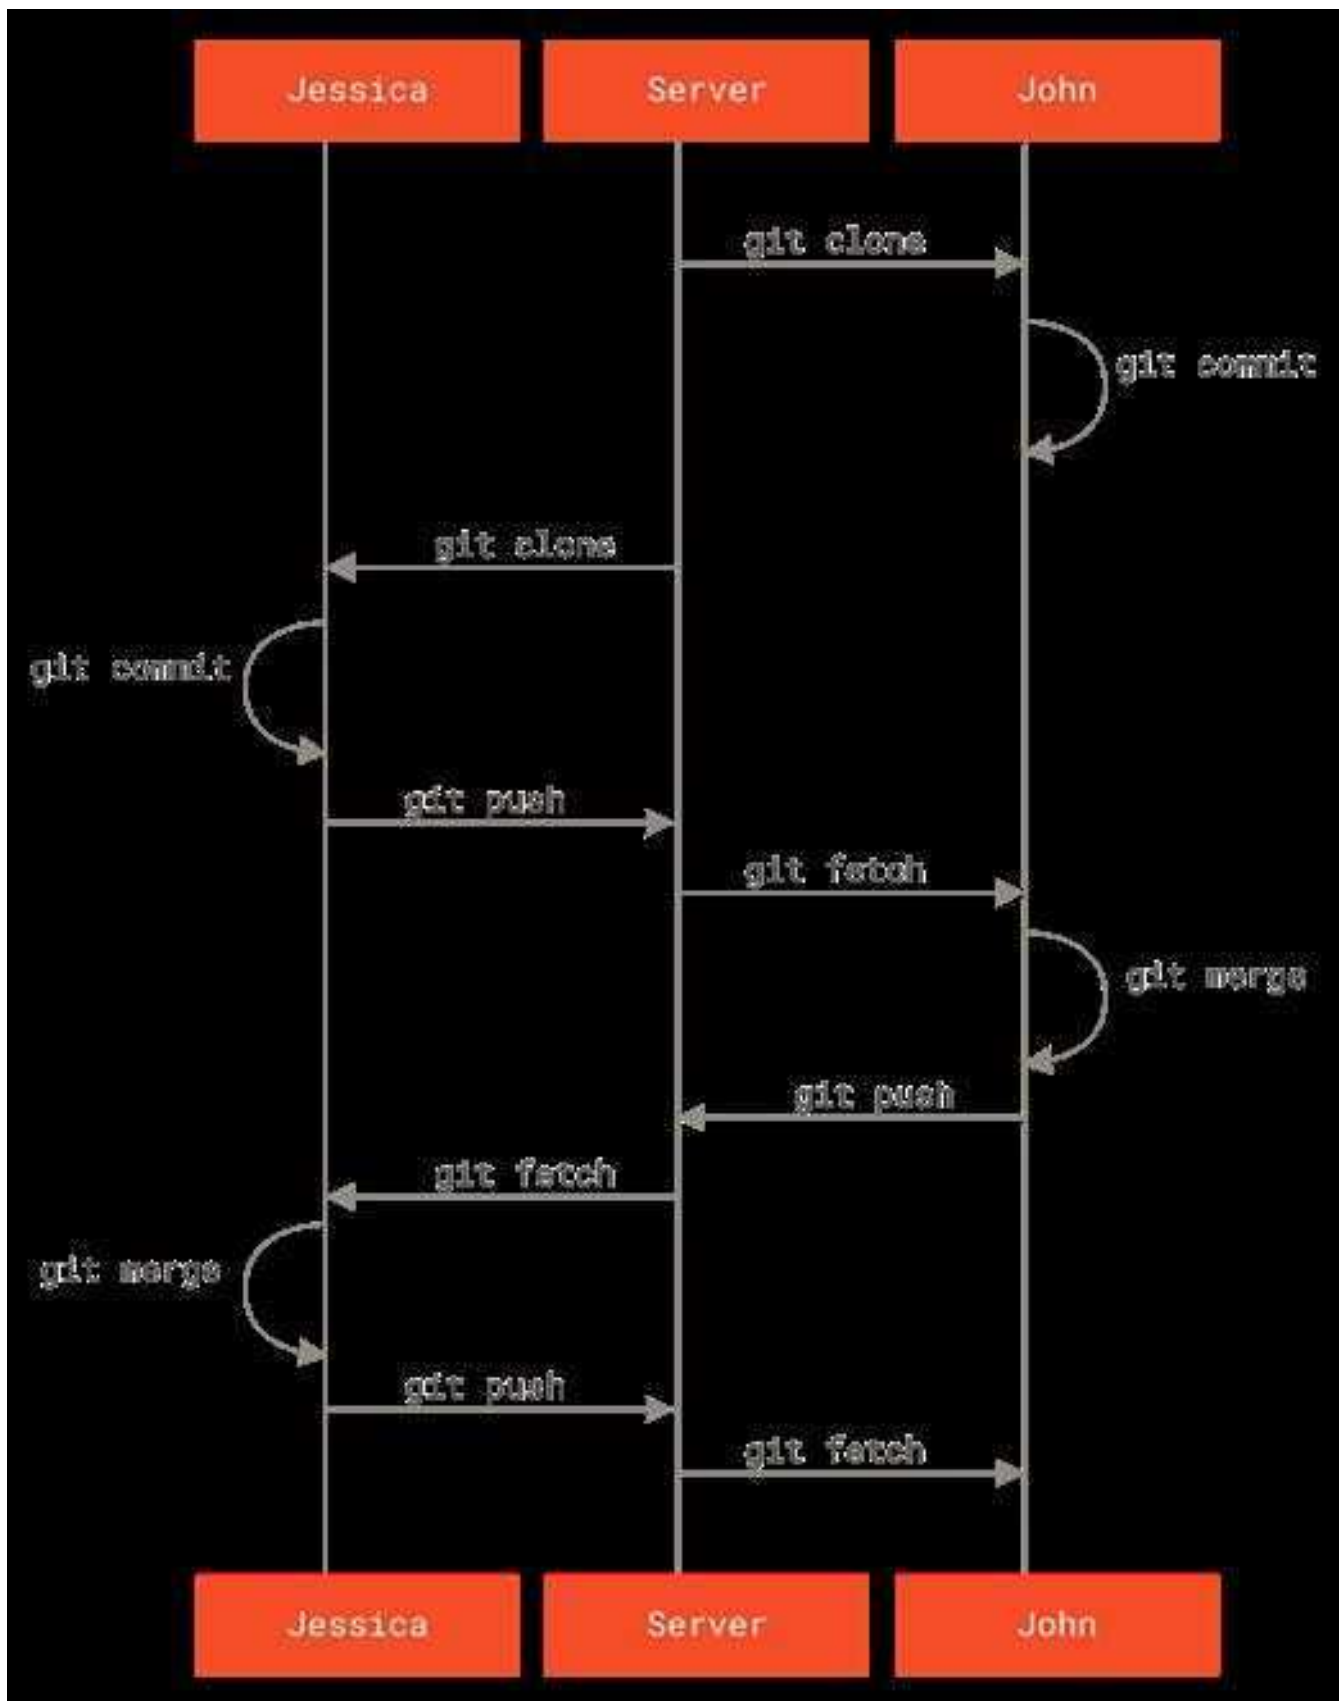 Jessica
Server
John
git clone
git commit
git clone
git commit
git push
git fetch
git merge
git push
git fetch
git merge
git push
git fetch
Jessica
Server
John